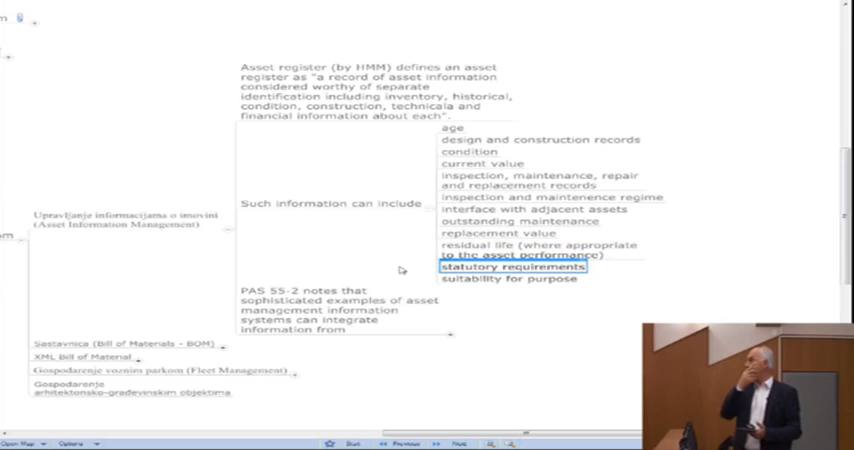 Asset register (by HMM) defines an asset
register as "a record of asset information
considered worthy of separate
identification including inventory, historical,
condition, construction, technicala and
financial information about each".
age
design and construction records
condition
current value
inspection, maintenance, repair
and replacement records
Such information can include
inspection and maintenance regime
interface with adjacent assets
outstanding maintenance
replacement value
residual life (where appropriate
to the asset performance)
statutory requirements
suitability for purpose
Upravljanje informacijama o imovini
(Asset Information Management)
PAS 55-2 notes that
sophisticated examples of asset
management information
systems can integrate
information from
Sastavnica (Bill of Materials - BOM)
XML Bill of Material
Gospodarenje voznim parkom (Fleet Management)
Gospodarenje
arhitektonsko-građevinskim objektima
Open Map
Options
Start
Previous
Next